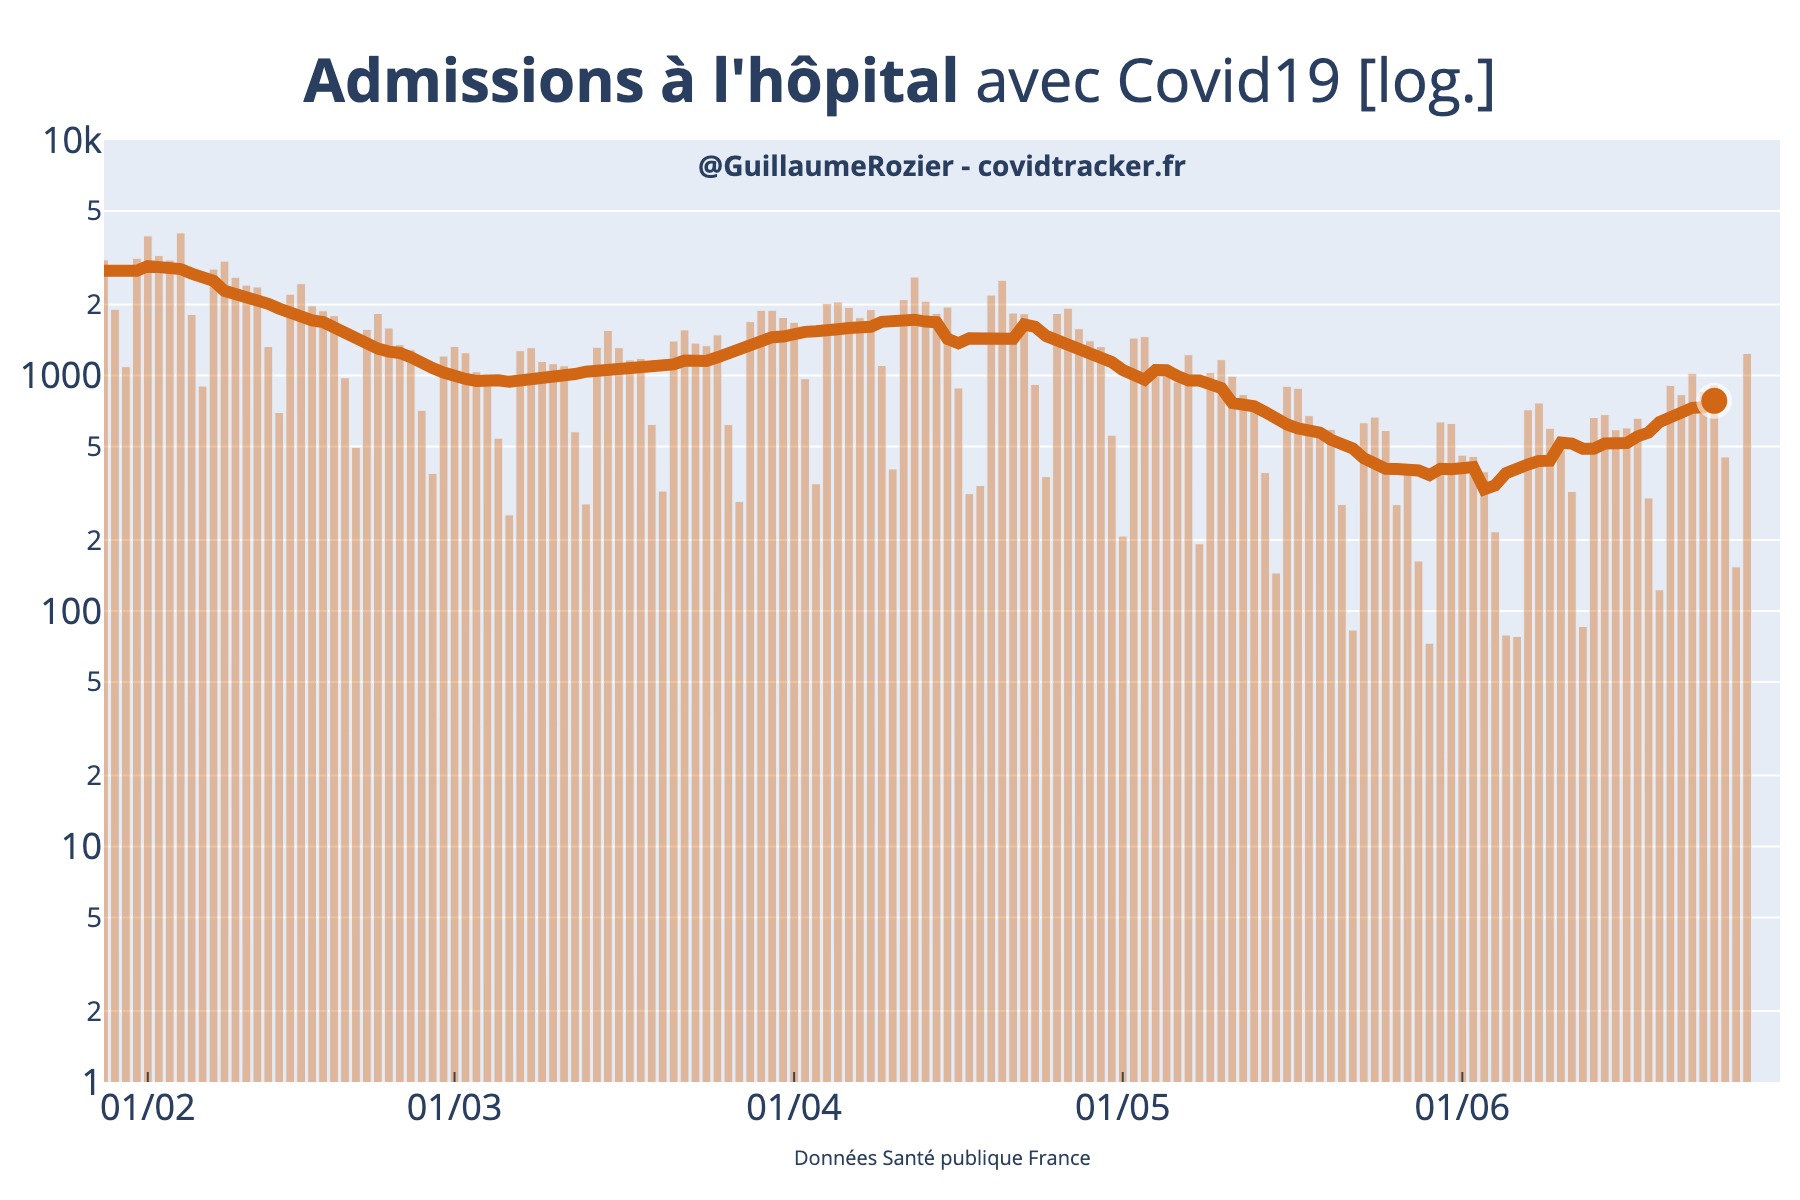 Admissions à l'hôpital avec Covid19 [log.]
@GuillaumeRozier - covidtracker.fr
10k
5
2
1000
5
2
100
5
2
10
5
2
1
01/02 01/03 01/04 01/05 01/06
Données Santé publique France